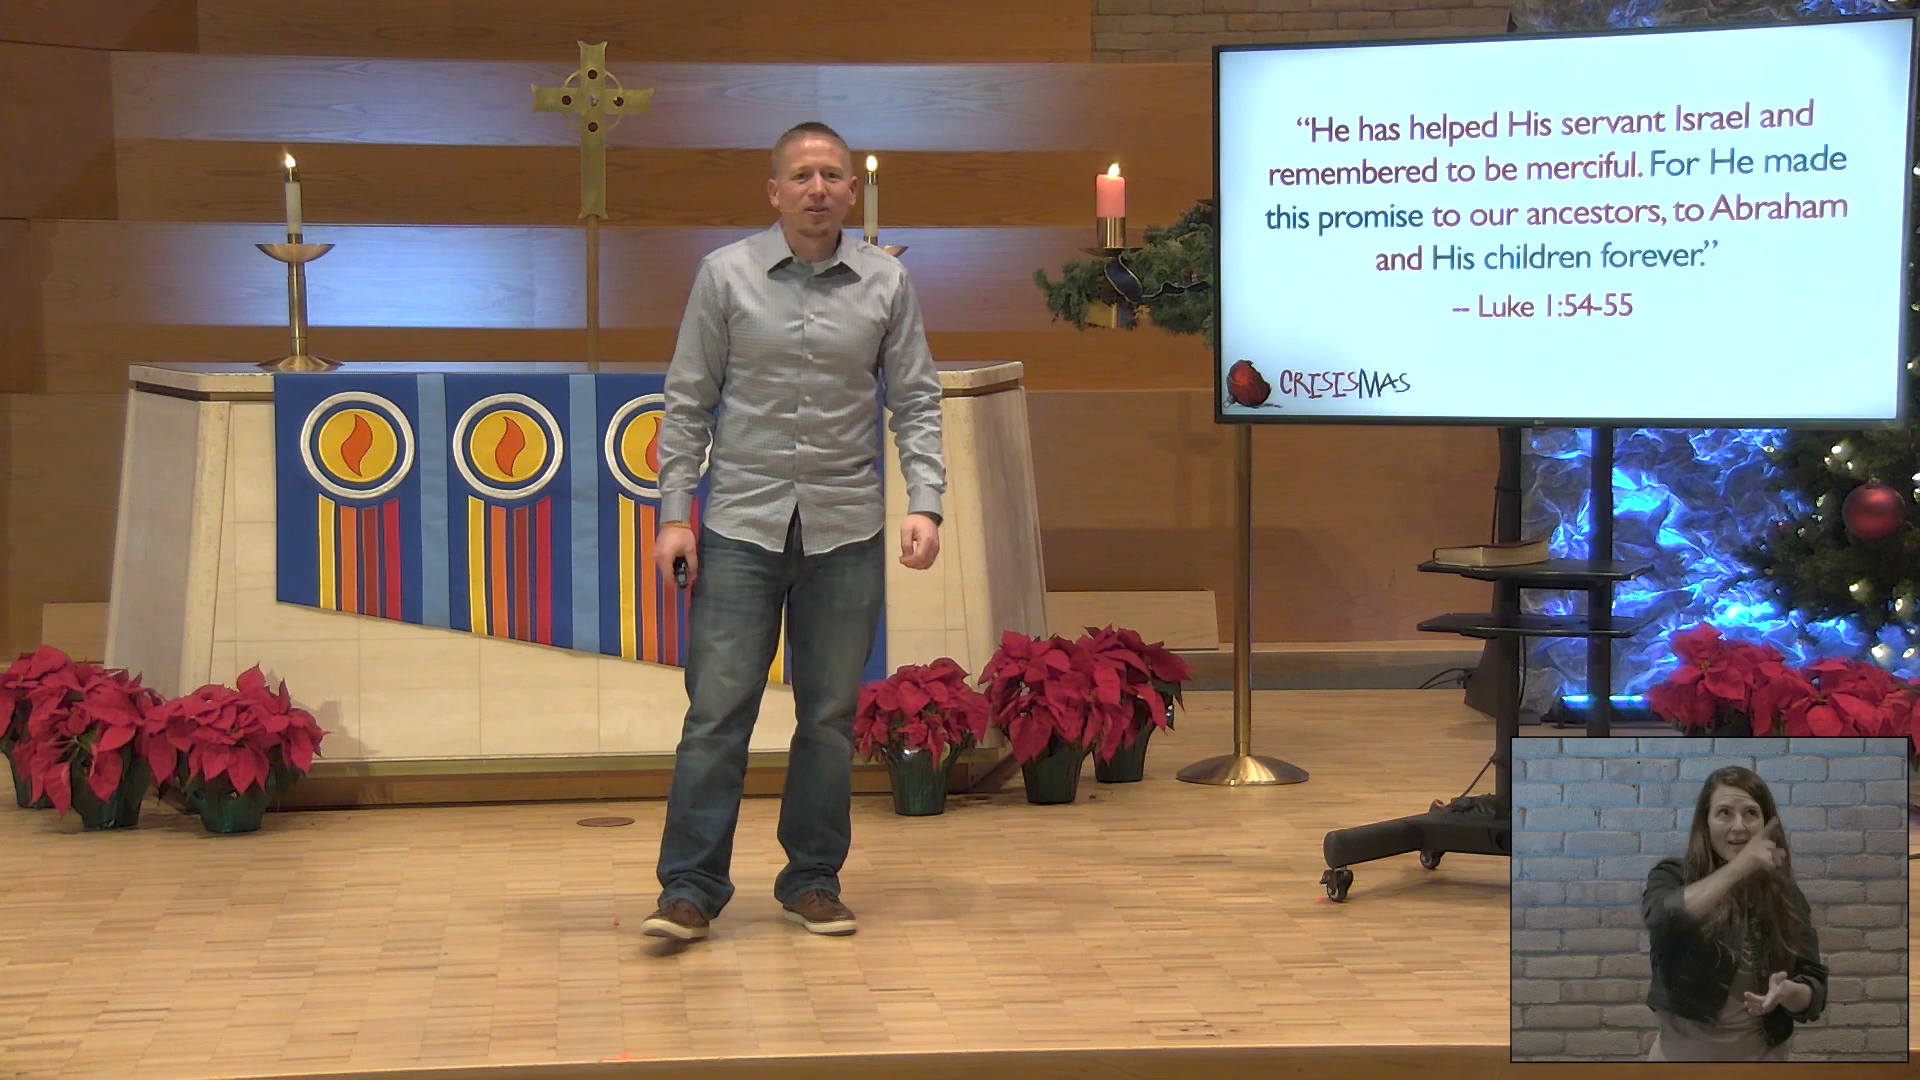 “He has helped His servant Israel and
remembered to be merciful. For He made
this promise to our ancestors, to Abraham
and His children forever.”
-- Luke 1:54-55
CRISISMAS